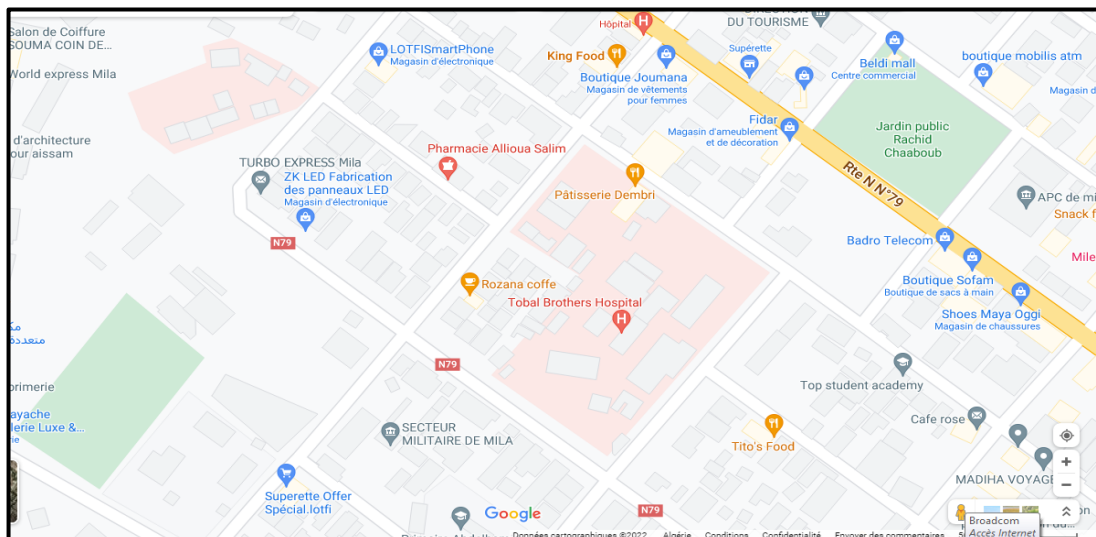 Salon de Coiffure
SOUMA COIN DE...
World express Mila
d'architecture
our aissam
LOTFISmartPhone
Magasin d'électronique
Hôpital
H
King Food
Boutique Joumana
Magasin de vêtements
pour femmes
Supérette
DIRECTION
DU TOURISME
Beldi mall
Centre commercial
boutique mobilis atm
Magasin d
Fidar
Magasin d'ameublement
et de décoration
Jardin public
Rachid
Chaaboub
Rte N N°79
APC de mi
Snack f
Mile
Badro Telecom
Boutique Sofam
Boutique de sacs à main
Shoes Maya Oggi
Magasin de chaussures
TURBO EXPRESS Mila
ZK LED Fabrication
des panneaux LED
Magasin d'électronique
N79
Pharmacie Allioua Salim
Pâtisserie Dembri
Rozana coffe
Tobal Brothers Hospital
H
N79
متعددة
primerie
ayache
lerie Luxe &...
rie
SECTEUR
MILITAIRE DE MILA
Superette Offer
Spécial.lotfi
Top student academy
Cafe rose
Tito's Food
MADIHA VOYAGE
N79
Google
Broadcom
Accès Internet
Données cartographiques ©2022
Algérie
Conditions
Confidentialité
Envoyer des commentaires